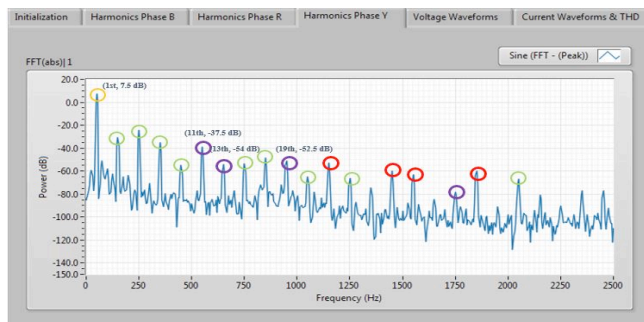 Initialization Harmonics Phase B Harmonics Phase R Harmonics Phase Y Voltage Waveforms Current Waveforms & THD
Sine (FFT - (Peak))
FFT(abs)| 1
20.0
(1st, 7.5 dB)
0.0
-20.0
(11th, -37.5 dB)
-40.0
(13th, -54 dB) (19th, -52.5 dB)
-60.0
-80.0
-100.0
-120.0
-140.0
-150.0
Power (dB)
0 250 500 750 1000 1250 1500 1750 2000 2250 2500
Frequency (Hz)